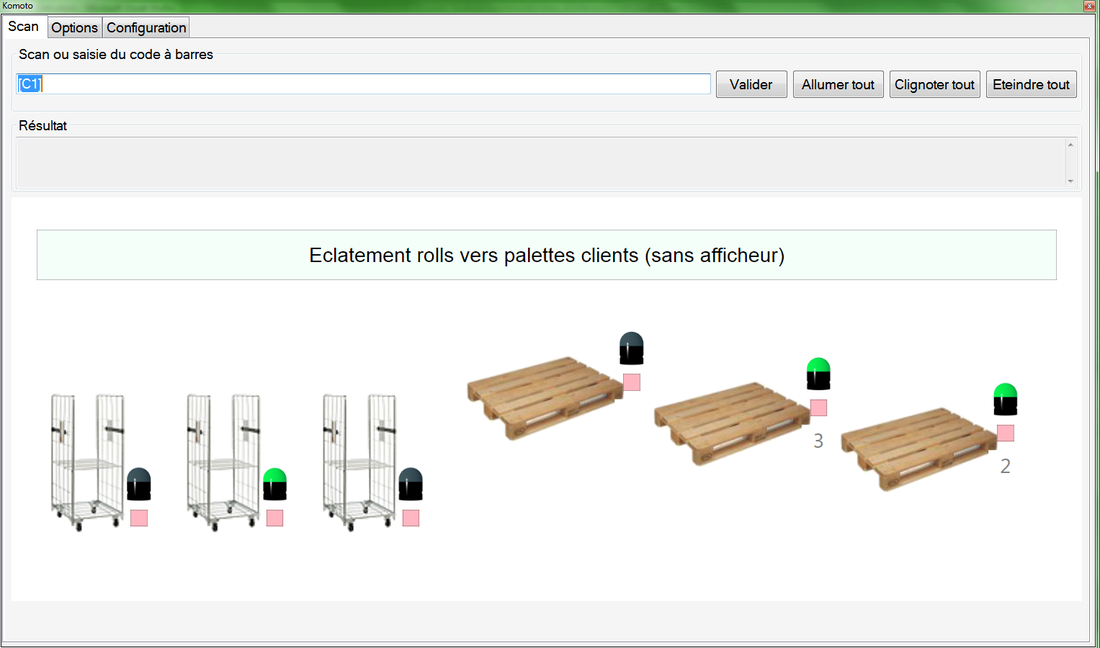 Komoto
Scan Options Configuration
Scan ou saisie du code à barres
[C1] Valider Allumer tout Clignoter tout Eteindre tout
Résultat
Eclatement rolls vers palettes clients (sans afficheur)
3
2